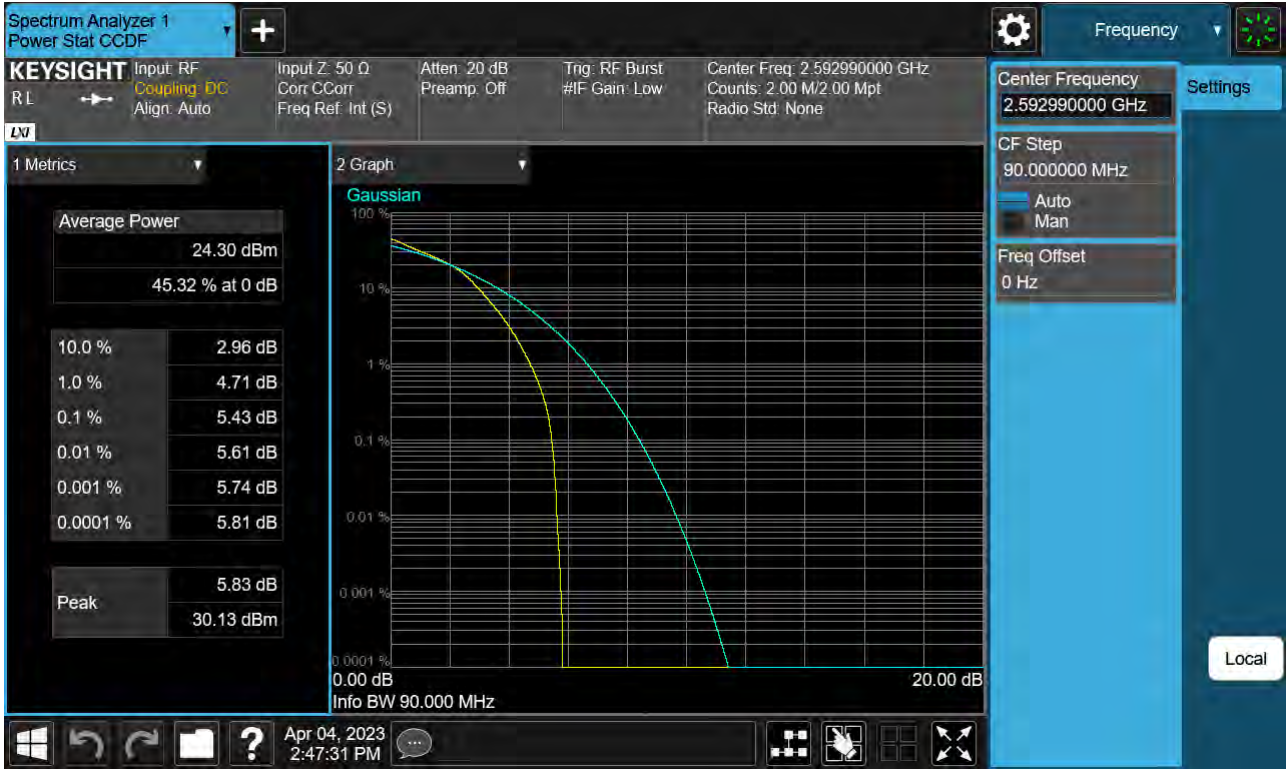 Spectrum Analyzer 1
Power Stat CCDF
+
Frequency
KEYSIGHT
RL
LXI
Input: RF
Coupling: DC
Align: Auto
Input Z: 50 Ω
Corr CCorr
Freq Ref: Int (S)
Atten: 20 dB
Preamp: Off
Trig: RF Burst
#IF Gain: Low
Center Freq: 2.592990000 GHz
Counts: 2.00 M/2.00 Mpt
Radio Std: None
Center Frequency
2.592990000 GHz
Settings
CF Step
90.000000 MHz
Auto
Man
Freq Offset
0 Hz
1 Metrics
Average Power
24.30 dBm
45.32 % at 0 dB
10.0 % 2.96 dB
1.0 % 4.71 dB
0.1 % 5.43 dB
0.01 % 5.61 dB
0.001 % 5.74 dB
0.0001 % 5.81 dB
Peak
5.83 dB
30.13 dBm
2 Graph
Gaussian
100 %
10 %
1 %
0.1 %
0.01 %
0.001 %
0.0001 %
0.00 dB 20.00 dB
Info BW 90.000 MHz
Local
?
Apr 04, 2023
2:47:31 PM